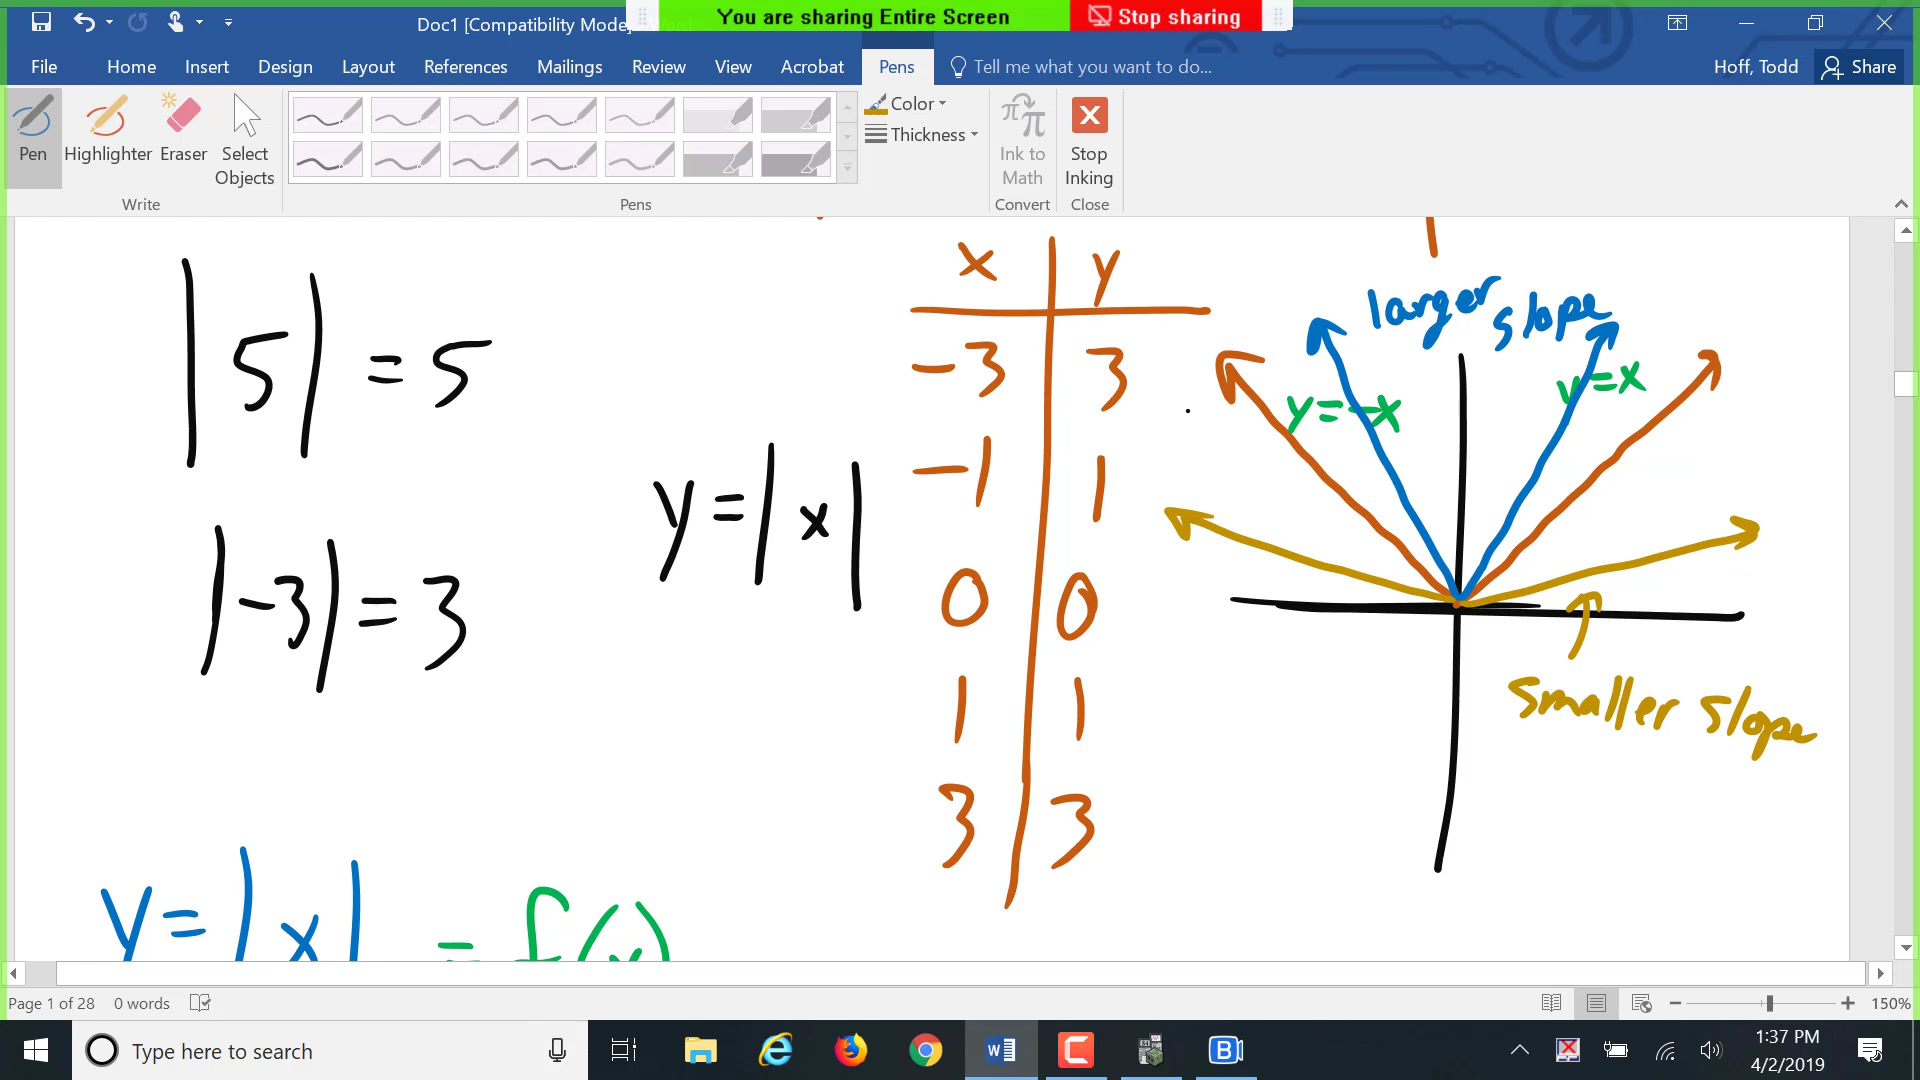 Doc1 [Compatibility Mode]
You are sharing Entire Screen
Stop sharing
File Home Insert Design Layout References Mailings Review View Acrobat Pens Tell me what you want to do... Hoff, Todd Share
Pen Highlighter Eraser Select Objects
Color
Thickness
Ink to Math
Stop Inking
Write Pens Convert Close
|5| = 5
|-3| = 3
y = |x|
x y
-3 3
-1 1
0 0
1 1
3 3
larger slope
y = -x
y = x
smaller slope
y = |x| = f(x)
Page 1 of 28 0 words 150%
Type here to search
1:37 PM
4/2/2019